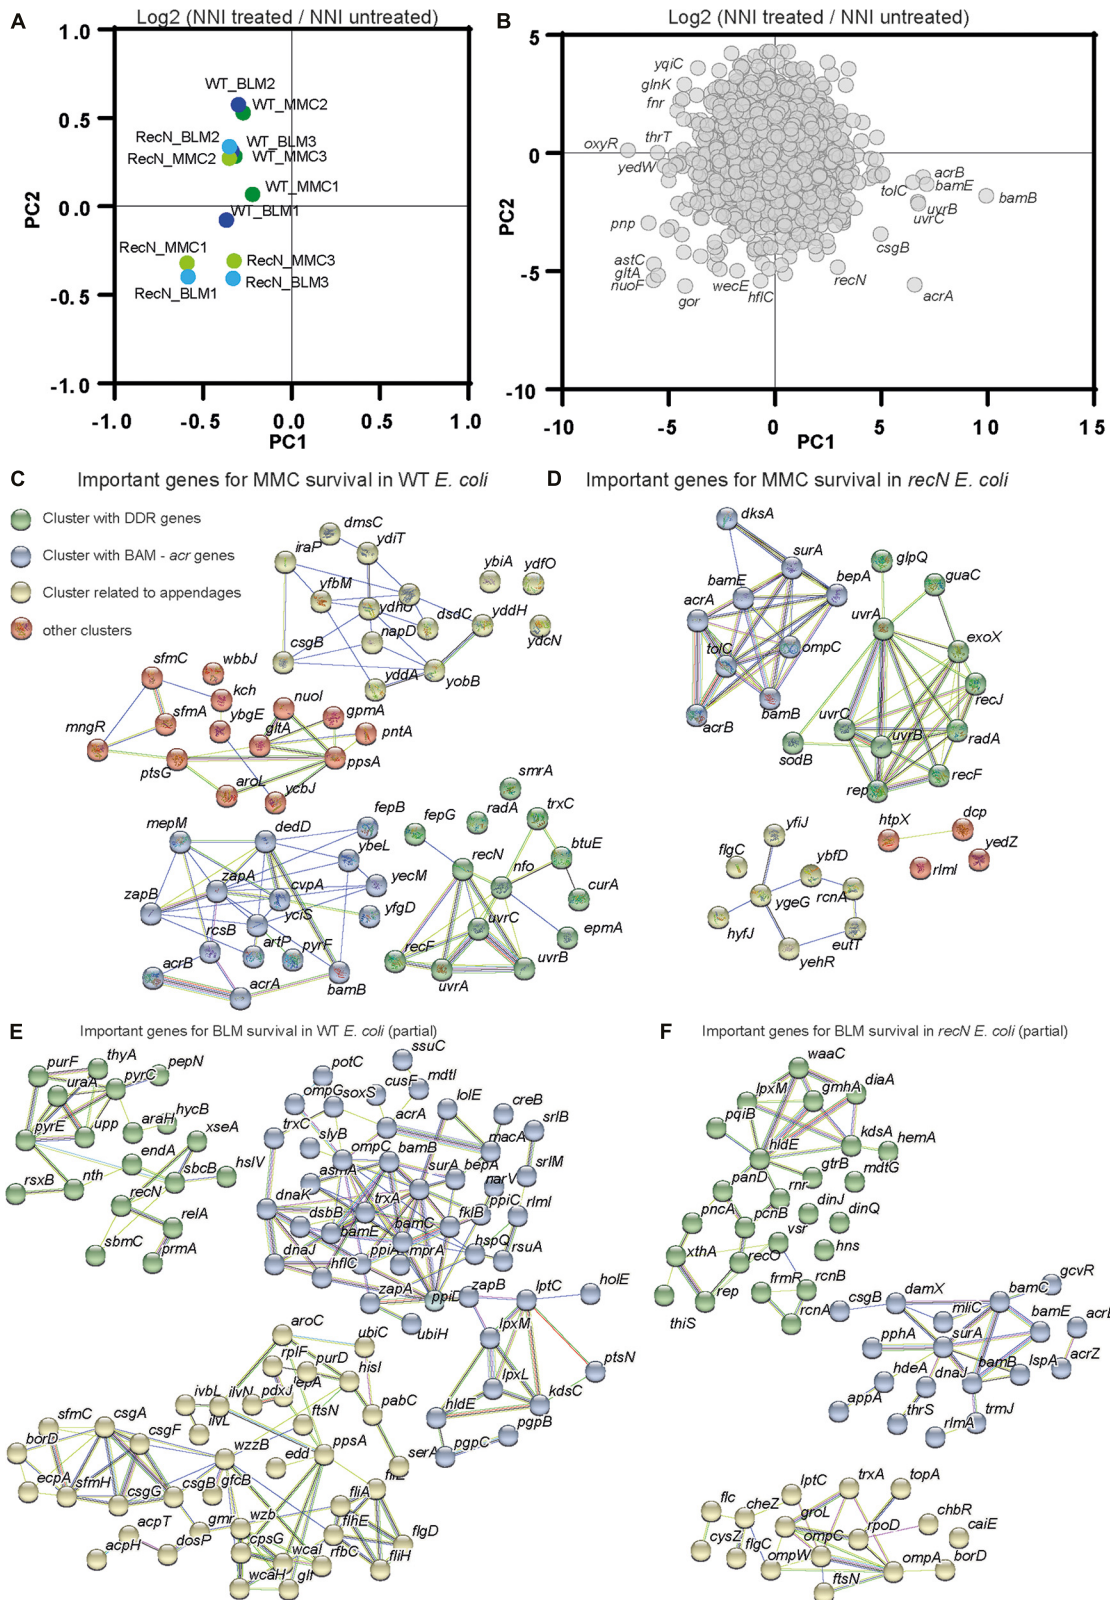 A
Log2 (NNI treated / NNI untreated)
1.0
0.5
0.0
-0.5
-1.0
PC2
WT_BLM2
WT_MMC2
RecN_BLM2
WT_BLM3
RecN_MMC2
WT_MMC3
WT_MMC1
WT_BLM1
RecN_MMC1
RecN_MMC3
RecN_BLM1
RecN_BLM3
-1.0 -0.5 0.0 0.5 1.0
PC1
B
Log2 (NNI treated / NNI untreated)
5
0
-5
-10
PC2
yqiC
glnK
fnr
thrT
oxyR
yedW
pnp
astC
gltA
nuoF
gor
wecE
hflC
recN
acrA
csgB
tolC
acrB
bamE
bamB
uvrB
uvrC
-10 -5 0 5 10 15
PC1
C
Important genes for MMC survival in WT E. coli
Cluster with DDR genes
Cluster with BAM - acr genes
Cluster related to appendages
other clusters
dmsC
ydiT
iraP
yfbM
ydhU
dsdC
napD
csgB
yddA
yobB
yddH
ybiA
ydfO
ydcN
sfmC
wbbJ
kch
sfmA
ybgE
mngR
nuoI
gltA
gpmA
pntA
ptsG
ppsA
aroL
ycbJ
mepM
dedD
fepB
ybeL
zapA
cvpA
yecM
zapB
yciS
yfgD
rcsB
artP
pyrF
acrB
acrA
bamB
smrA
fepG
radA
trxC
recN
nfo
btuE
curA
uvrC
epmA
recF
uvrA
uvrB
D
Important genes for MMC survival in recN E. coli
dksA
surA
bamE
bepA
acrA
tolC
ompC
acrB
bamB
glpQ
guaC
uvrA
exoX
recJ
uvrC
uvrB
radA
sodB
rep
recF
htpX
dcp
yedZ
rlmI
yfiJ
flgC
ybfD
ygeG
rcnA
hyfJ
eutT
yehR
E
Important genes for BLM survival in WT E. coli (partial)
purF
thyA
pepN
uraA
pyrC
pyrE
upp
araH
hycB
endA
xseA
rsxB
nth
sbcB
hslV
recN
relA
sbmC
prmA
ssuC
potC
cusF
mdtI
ompG
soxS
lolE
creB
acrA
trxC
slyB
macA
srlB
ompC
bamB
asmA
surA
bepA
srlM
narV
dnaK
trxA
dsbB
ppiC
rlmI
bamC
fklB
bamE
dnaJ
ppiA
mprA
hspQ
rsuA
hflC
zapA
ppiD
zapB
lptC
holE
ubiH
lpxM
ptsN
lpxL
hldE
kdsC
pgpB
pgpC
serA
aroC
ubiC
rplF
purD
hisI
lepA
ivbL
ilvN
pdxJ
ilvL
ftsN
pabC
sfmC
csgA
csgF
wzzB
ppsA
borD
edd
ecpA
sfmH
csgG
csgB
gfcB
fliE
fliA
acpT
gmr
wzb
flhE
flgD
acpH
dosP
cpsG
wcaI
rfbC
fliH
wcaH
glf
F
Important genes for BLM survival in recN E. coli (partial)
waaC
lpxM
gmhA
diaA
pqiB
hldE
kdsA
hemA
gtrB
mdtG
panD
rnr
pncA
pcnB
dinJ
dinQ
vsr
xthA
recO
hns
frmR
rcnB
rep
rcnA
thiS
csgB
damX
bamC
gcvR
mliC
bamE
pphA
surA
acrZ
hdeA
dnaJ
bamB
lspA
appA
thrS
rlmA
trmJ
lptC
trxA
topA
flc
cheZ
groL
chbR
ompC
rpoD
caiE
cysZ
flgC
ompW
ompA
borD
ftsN